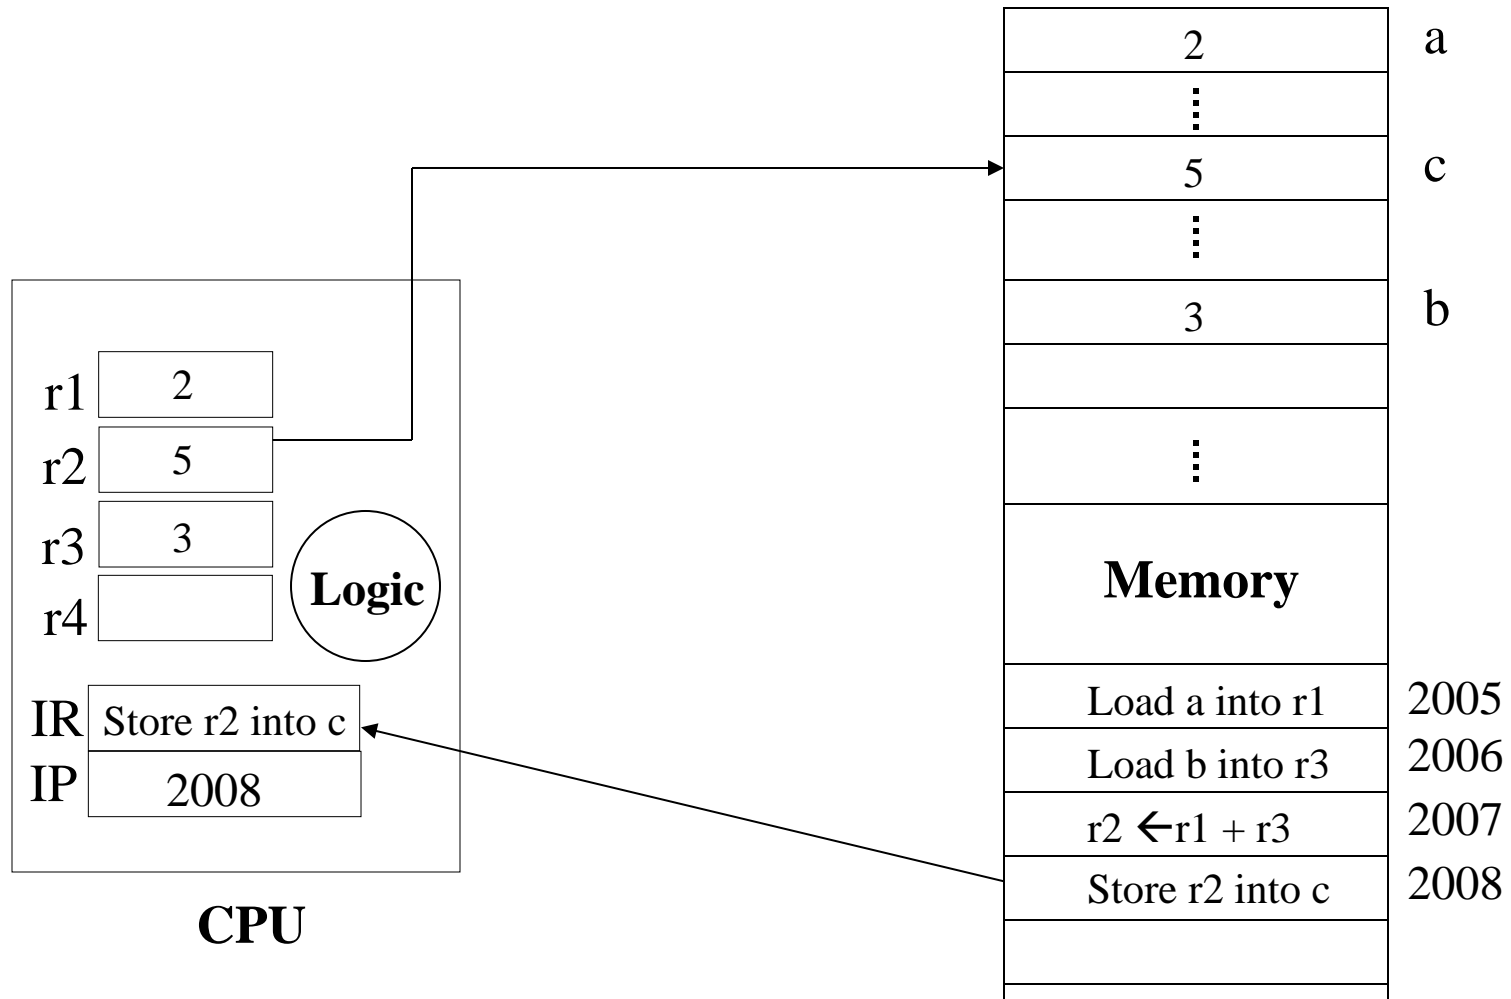 2 a
5 c
3 b
r1 2
r2 5
r3 3
r4
Logic
IR Store r2 into c
IP 2008
CPU
Memory
Load a into r1 2005
Load b into r3 2006
r2 ←r1 + r3 2007
Store r2 into c 2008